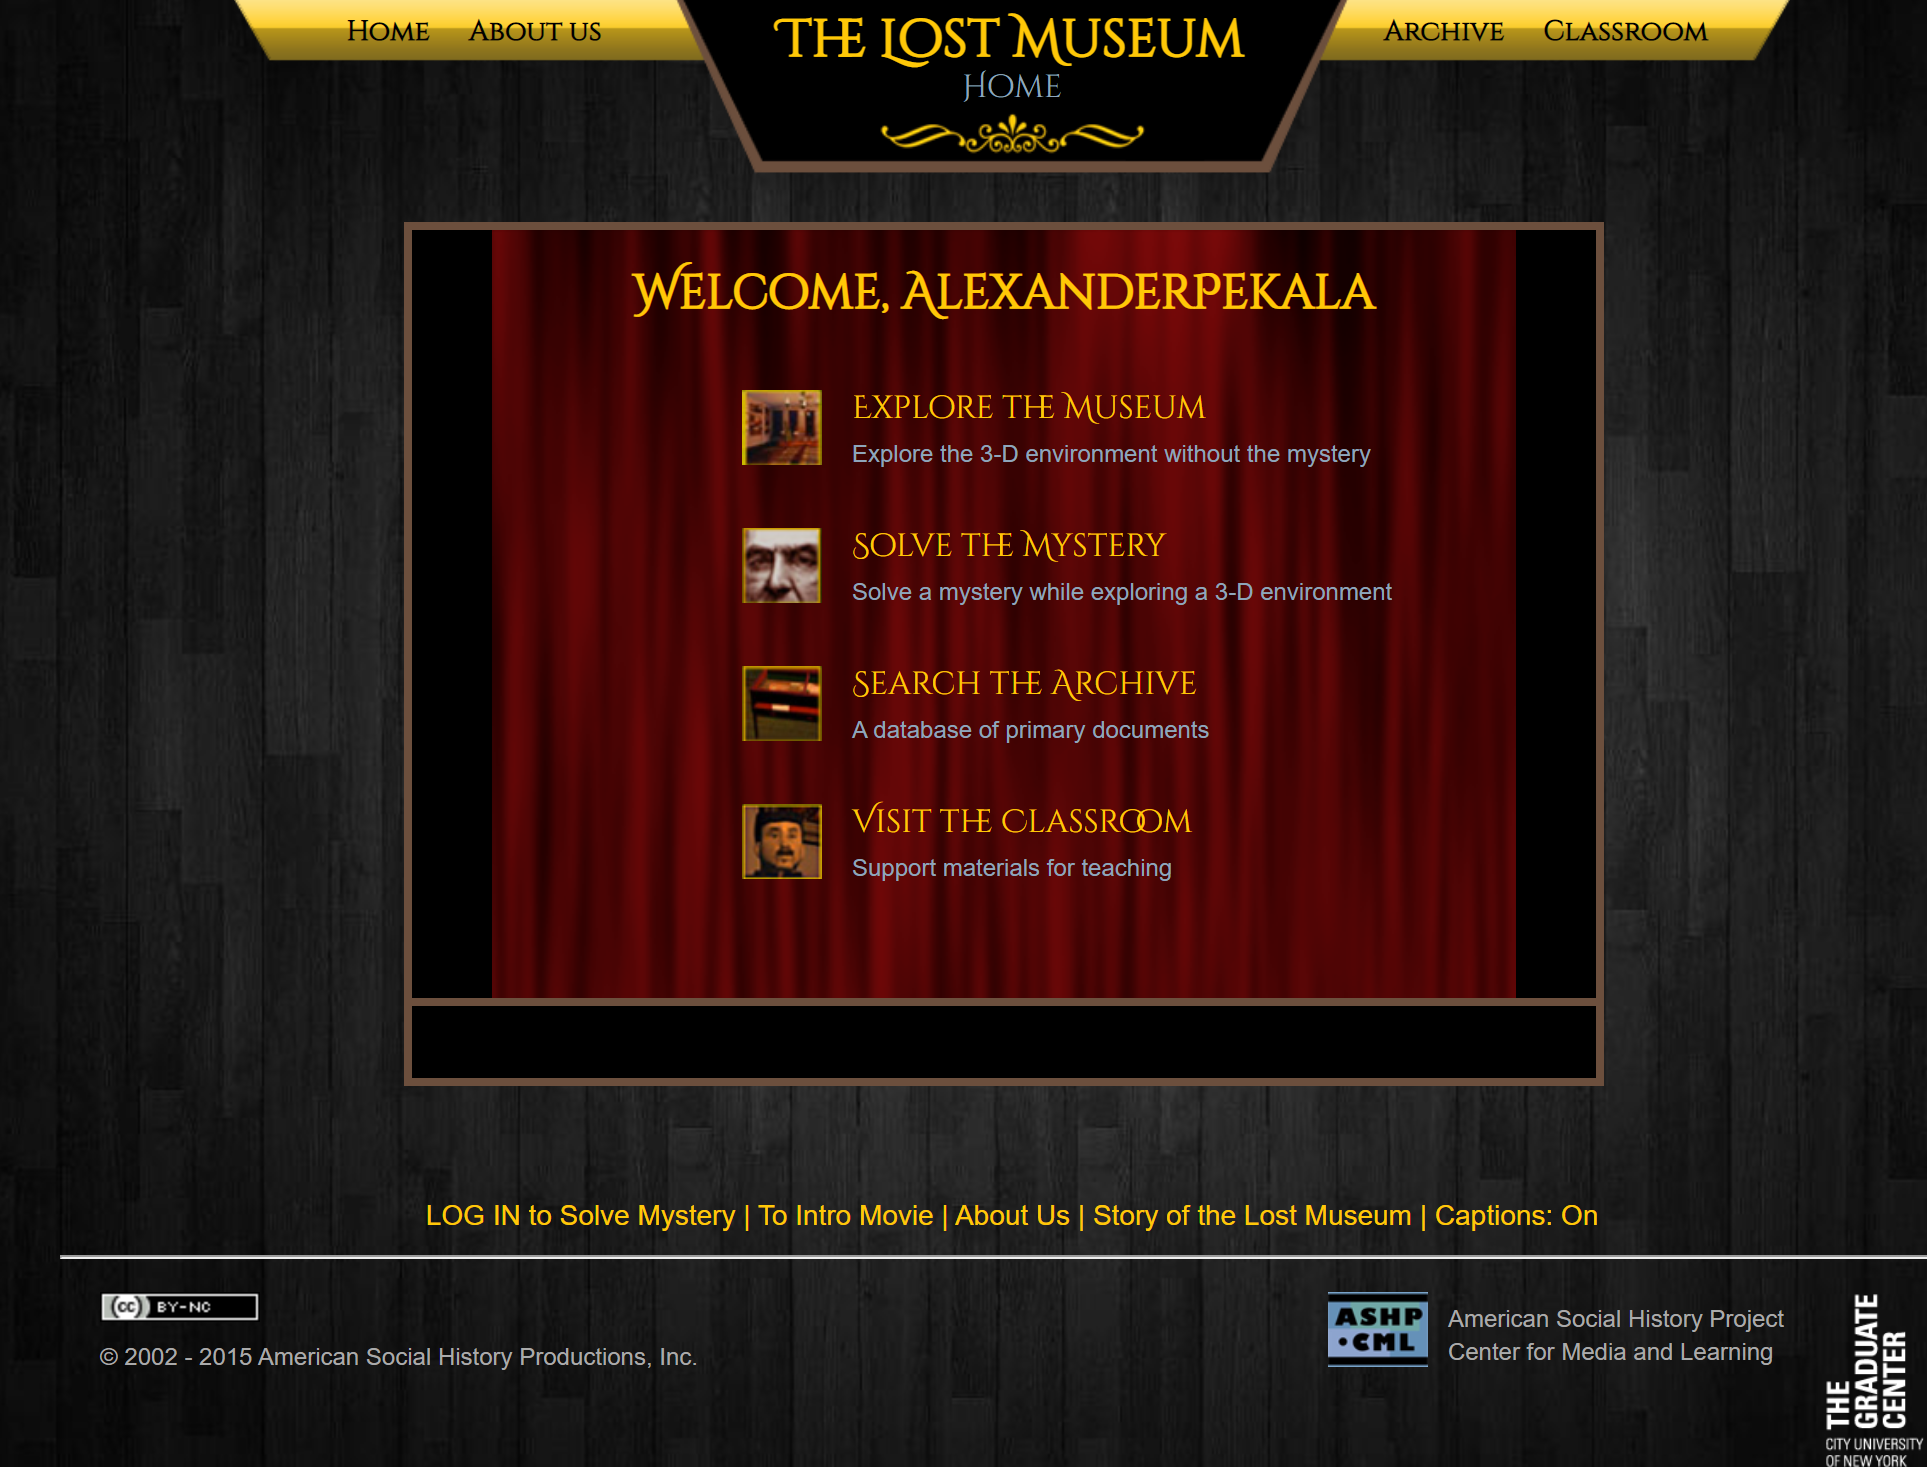 Home About us
The Lost Museum
Home
Archive Classroom
Welcome, AlexanderPekala
Explore the Museum
Explore the 3-D environment without the mystery
Solve the Mystery
Solve a mystery while exploring a 3-D environment
Search the Archive
A database of primary documents
Visit the Classroom
Support materials for teaching
LOG IN to Solve Mystery | To Intro Movie | About Us | Story of the Lost Museum | Captions: On
cc BY-NC
© 2002 - 2015 American Social History Productions, Inc.
ASHP
•CML
American Social History Project
Center for Media and Learning
THE
GRADUATE
CENTER
CITY UNIVERSITY
OF NEW YORK